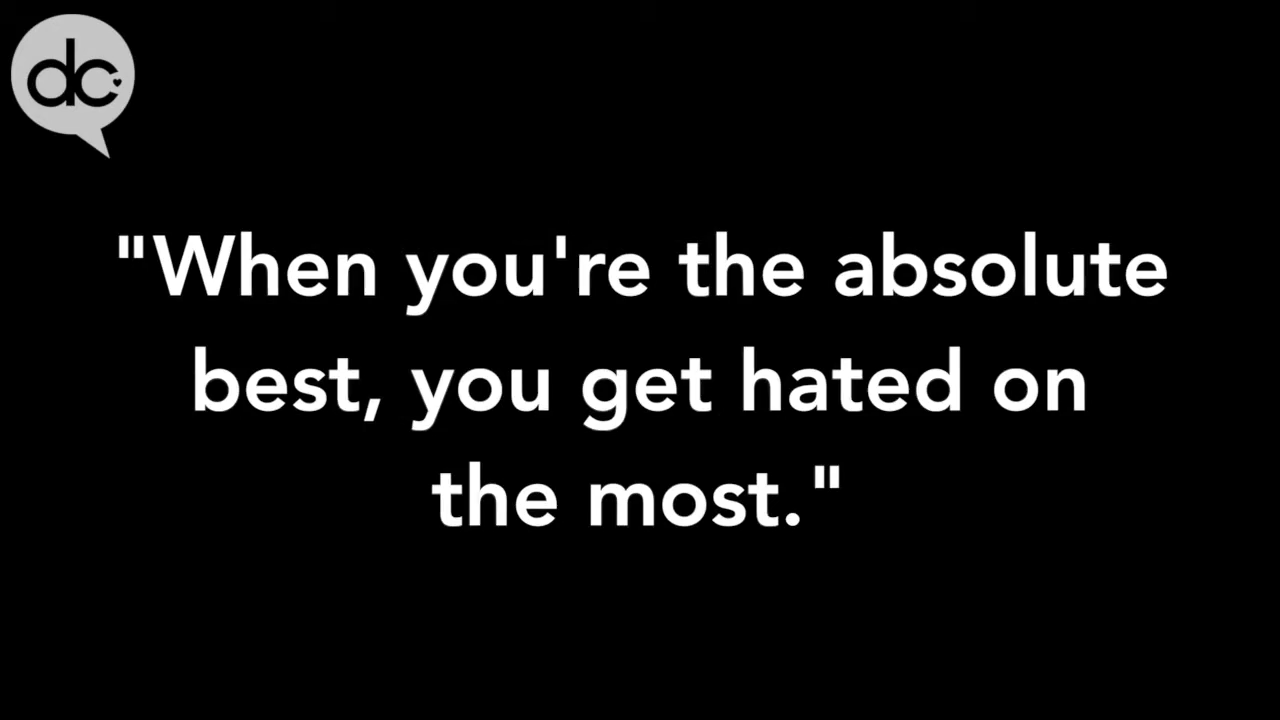 dc
"When you're the absolute
best, you get hated on
the most."